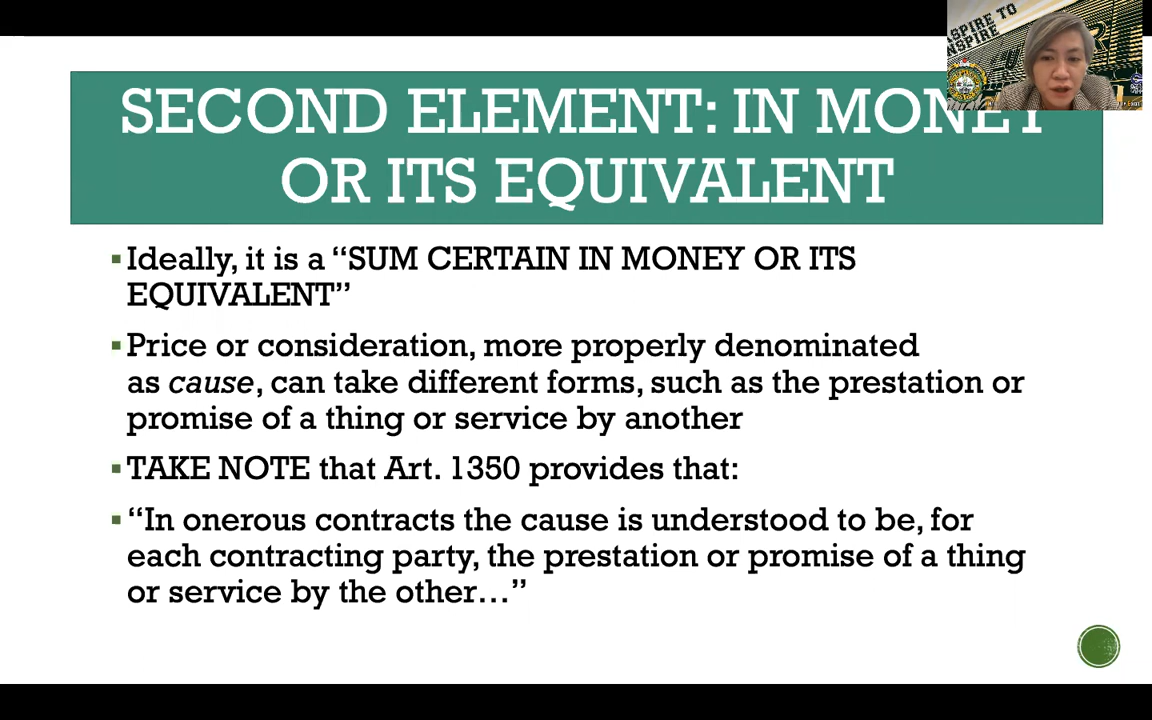 SECOND ELEMENT: IN MONEY
OR ITS EQUIVALENT
▪Ideally, it is a “SUM CERTAIN IN MONEY OR ITS
EQUIVALENT”
▪Price or consideration, more properly denominated
as cause, can take different forms, such as the prestation or
promise of a thing or service by another
▪TAKE NOTE that Art. 1350 provides that:
▪“In onerous contracts the cause is understood to be, for
each contracting party, the prestation or promise of a thing
or service by the other…”